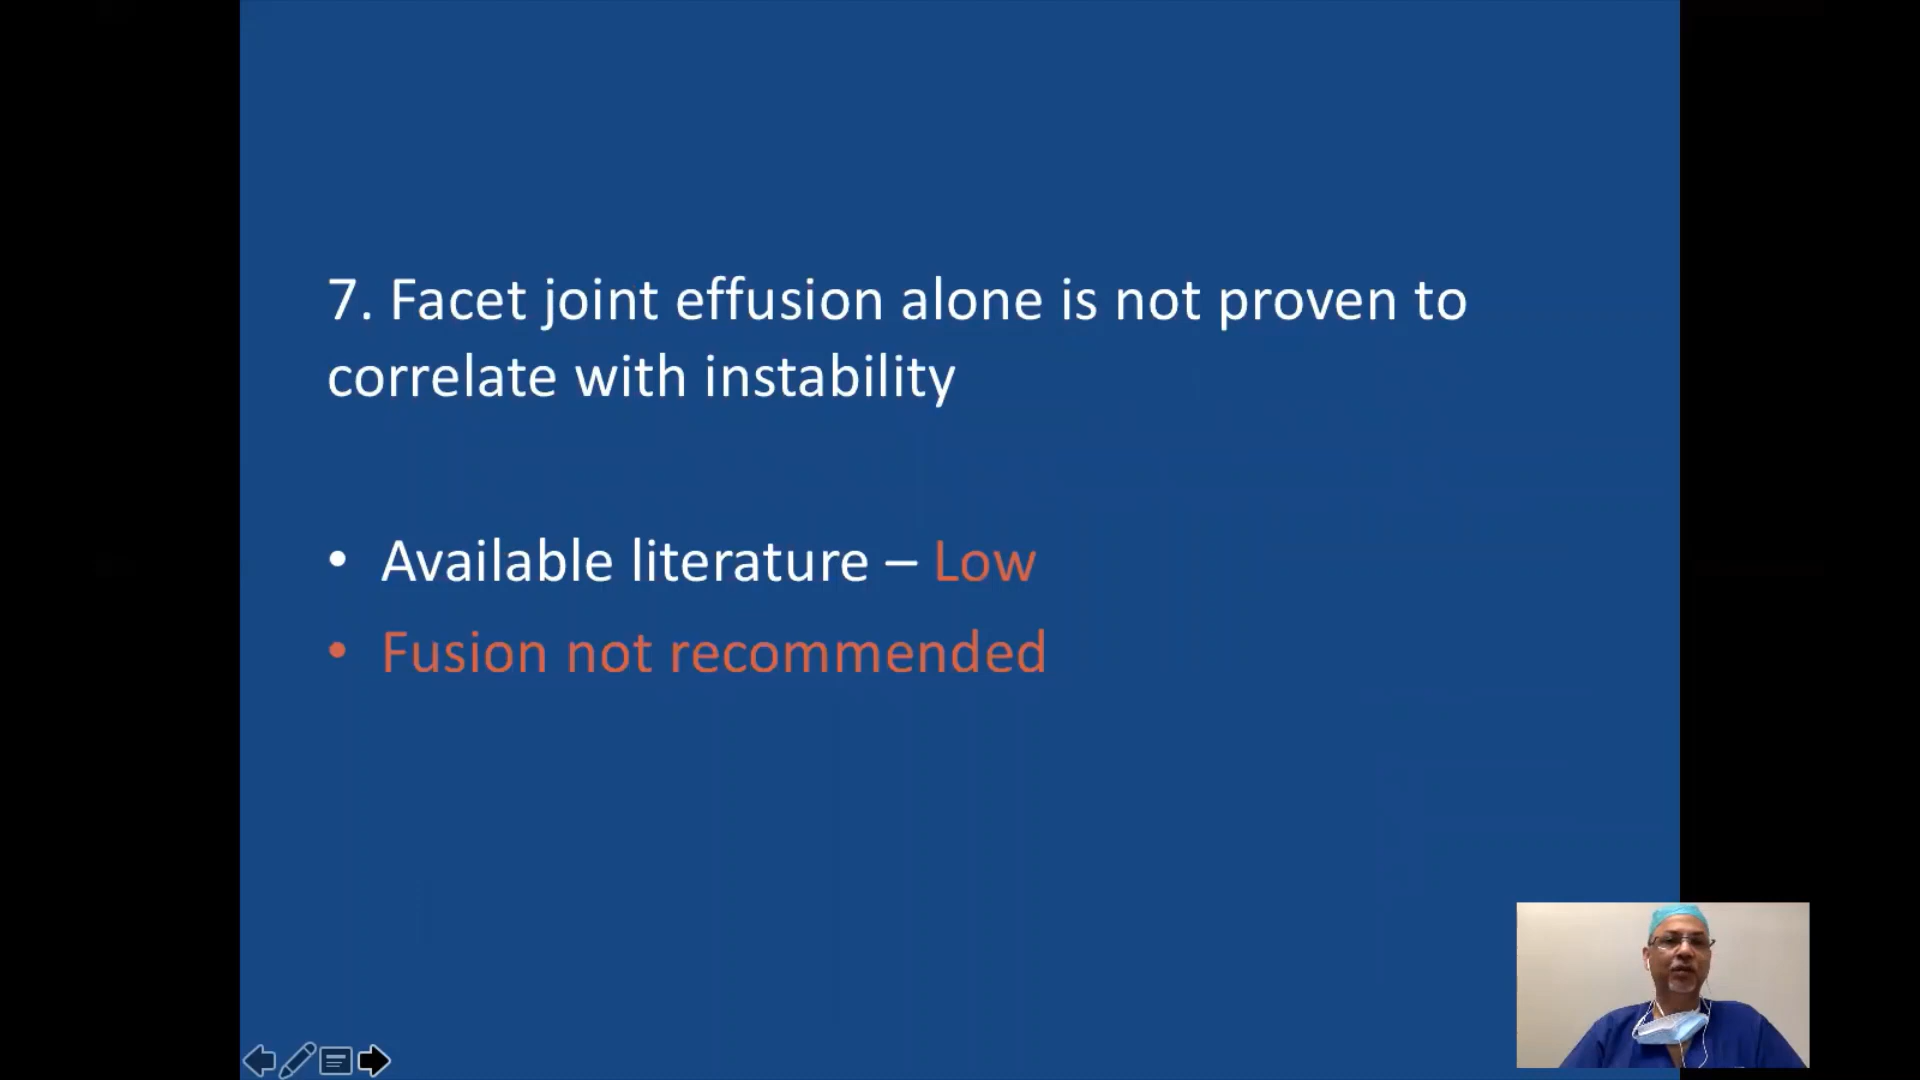 7. Facet joint effusion alone is not proven to
correlate with instability
• Available literature – Low
• Fusion not recommended